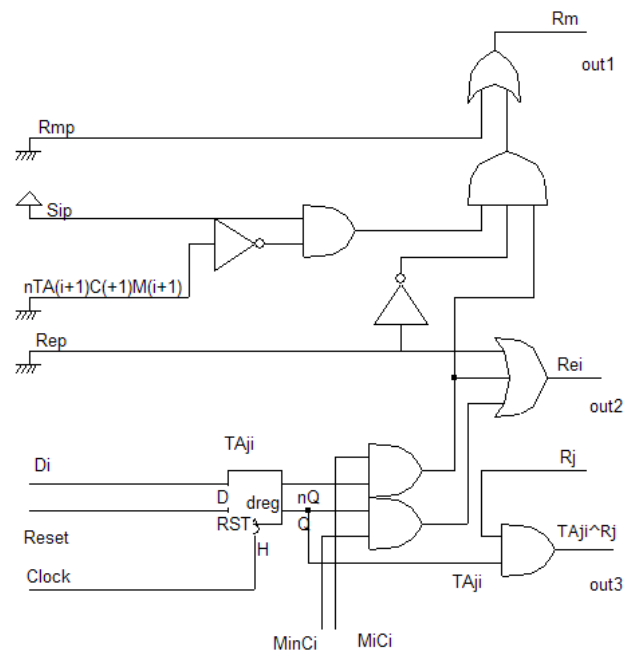 Rm
out1
Rmp
Sip
nTA(i+1)C(+1)M(i+1)
Rep
Rei
out2
TAji
Di
D
dreg
nQ
Rj
Q
RST
TAji^Rj
Reset
H
Clock
TAji
out3
MinCi
MiCi